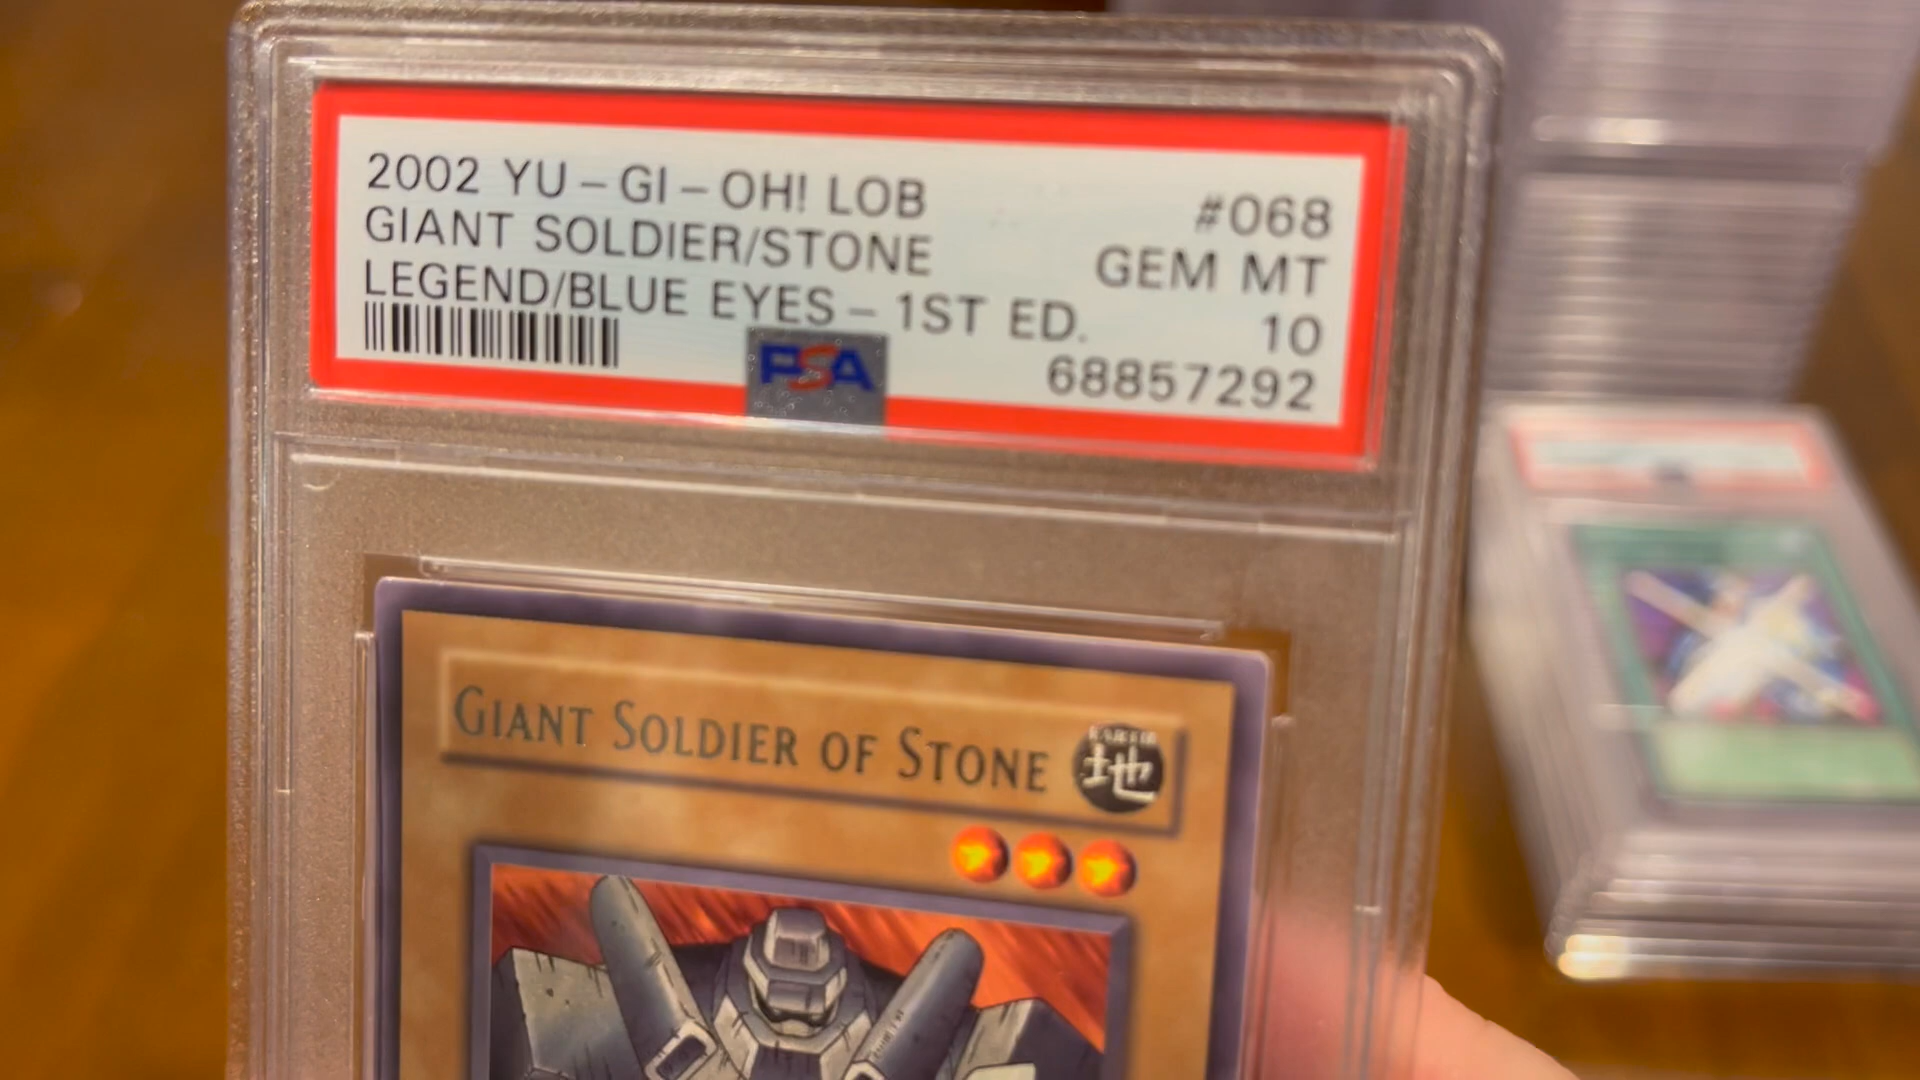 2002 YU-GI-OH! LOB #068
GIANT SOLDIER/STONE GEM MT
LEGEND/BLUE EYES - 1ST ED. 10
PSA 68857292
GIANT SOLDIER OF STONE
EARTH
地